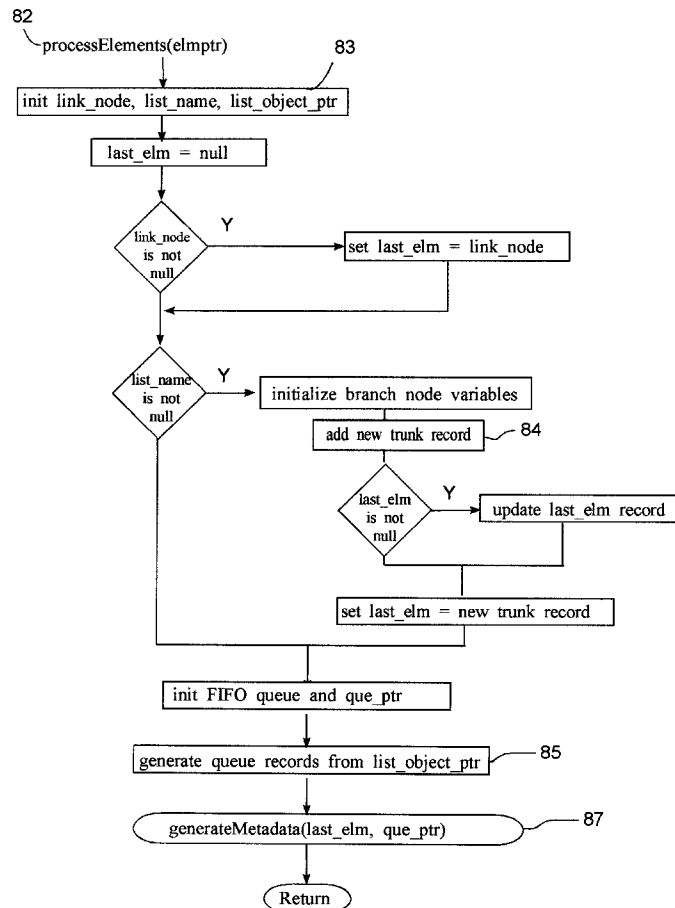 82
processElements(elmptr)
83
init link_node, list_name, list_object_ptr
last_elm = null
link_node
is not
null
Y
set last_elm = link_node
list_name
is not
null
Y
initialize branch node variables
add new trunk record
84
last_elm
is not
null
Y
update last_elm record
set last_elm = new trunk record
init FIFO queue and que_ptr
generate queue records from list_object_ptr
85
generateMetadata(last_elm, que_ptr)
87
Return